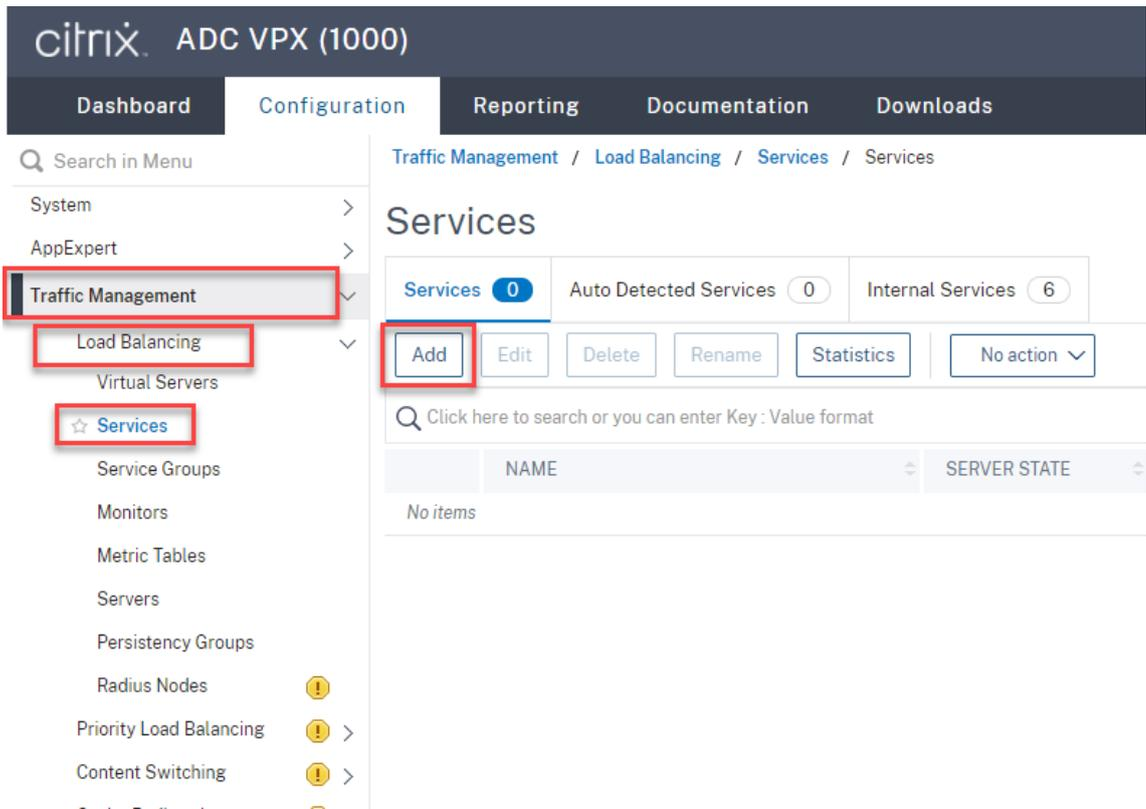 citrix. ADC VPX (1000)
Dashboard Configuration Reporting Documentation Downloads
Search in Menu
System
AppExpert
Traffic Management
Load Balancing
Virtual Servers
Services
Service Groups
Monitors
Metric Tables
Servers
Persistency Groups
Radius Nodes
Priority Load Balancing
Content Switching
Traffic Management / Load Balancing / Services / Services
Services
Services 0 Auto Detected Services 0 Internal Services 6
Add Edit Delete Rename Statistics No action
Click here to search or you can enter Key : Value format
NAME SERVER STATE
No items